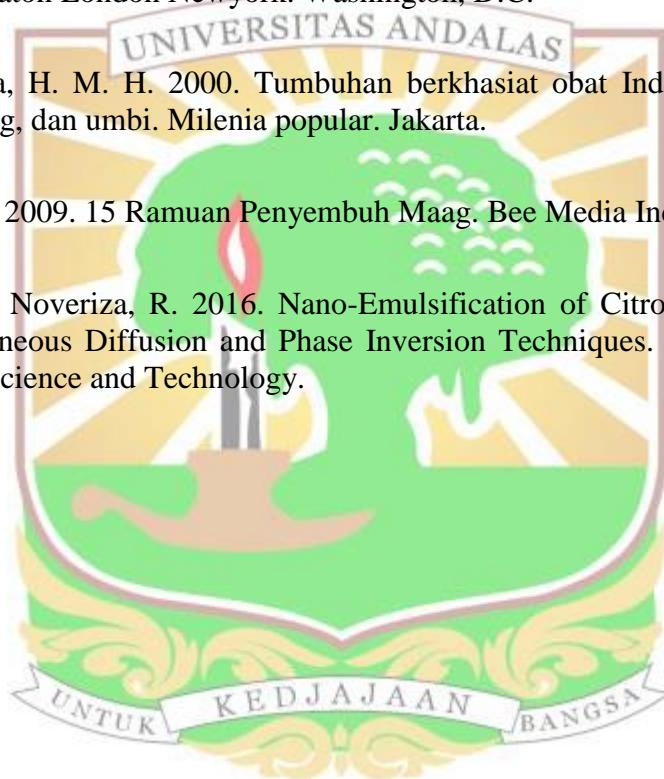 aton London Newyork. Washington, D.C.
UNIVERSITAS ANDALAS
a, H. M. H. 2000. Tumbuhan berkhasiat obat Ind
g, dan umbi. Milenia popular. Jakarta.
2009. 15 Ramuan Penyembuh Maag. Bee Media In
Noveriza, R. 2016. Nano-Emulsification of Citro
neous Diffusion and Phase Inversion Techniques.
cience and Technology.
UNTUK KEDJAJAAN BANGSA